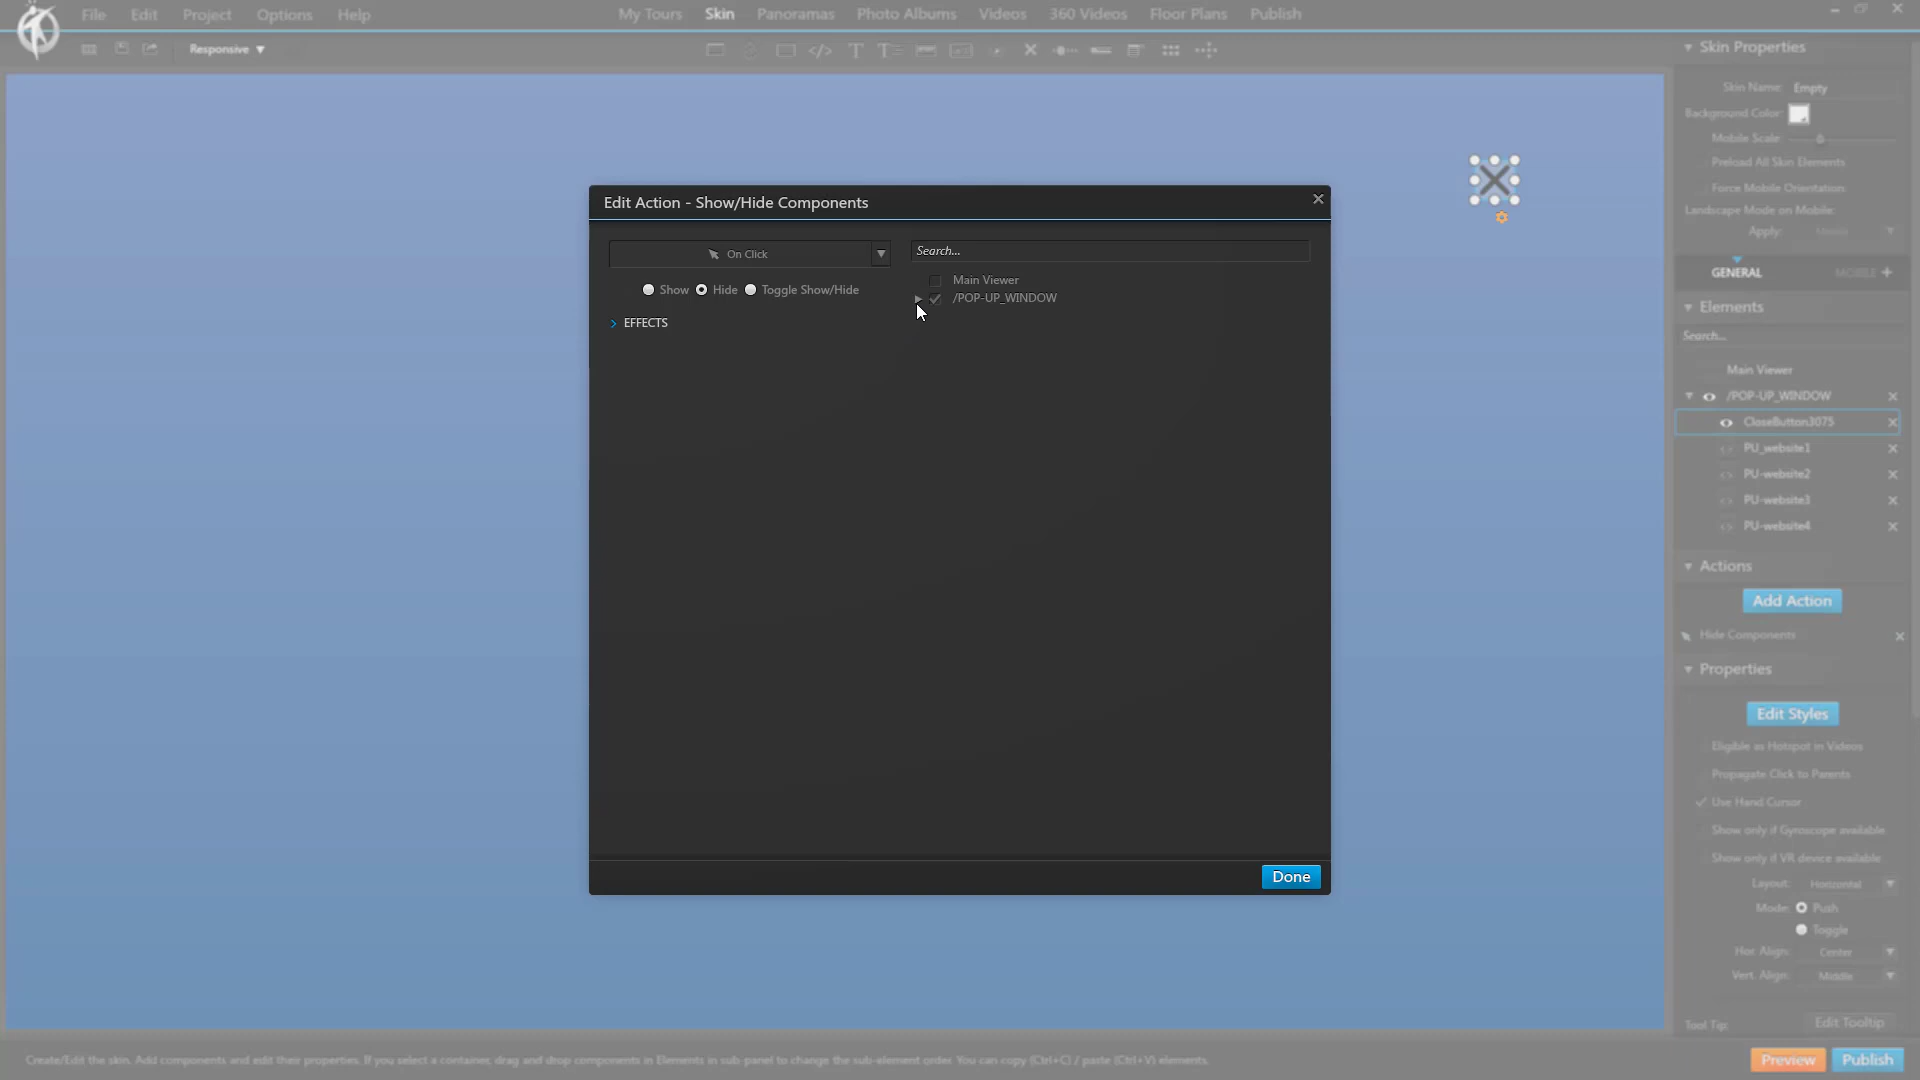 File Edit Project Options Help
My Tours Skin Panoramas Photo Albums Videos 360 Videos Floor Plans Publish
Responsive
Skin Properties
Skin Name: Empty
Background Color:
Mobile Scale
Preload All Skin Elements
Force Mobile Orientation
Landscape Mode on Mobile:
Apply:
GENERAL MOBILE +
Elements
Search...
Main Viewer
/POP-UP_WINDOW
CloseButton3075
PU_website1
PU-website2
PU-website3
PU-website4
Actions
Add Action
Hide Components
Properties
Edit Styles
Eligible as Hotspot in Videos
Propagate Click to Parents
Use Hand Cursor
Show only if Gyroscope available
Show only if VR device available
Layout: Horizontal
Mode: Push
Toggle
Hor Align: Center
Vert. Align: Middle
Tool Tip: Edit Tooltip
Edit Action - Show/Hide Components
On Click
Search...
Show Hide Toggle Show/Hide
Main Viewer
/POP-UP_WINDOW
EFFECTS
Done
Create/Edit the skin. Add components and edit their properties. If you select a container, drag and drop components in Elements in sub-panel to change the sub-element order. You can copy (Ctrl+C) / paste (Ctrl+V) elements.
Preview Publish